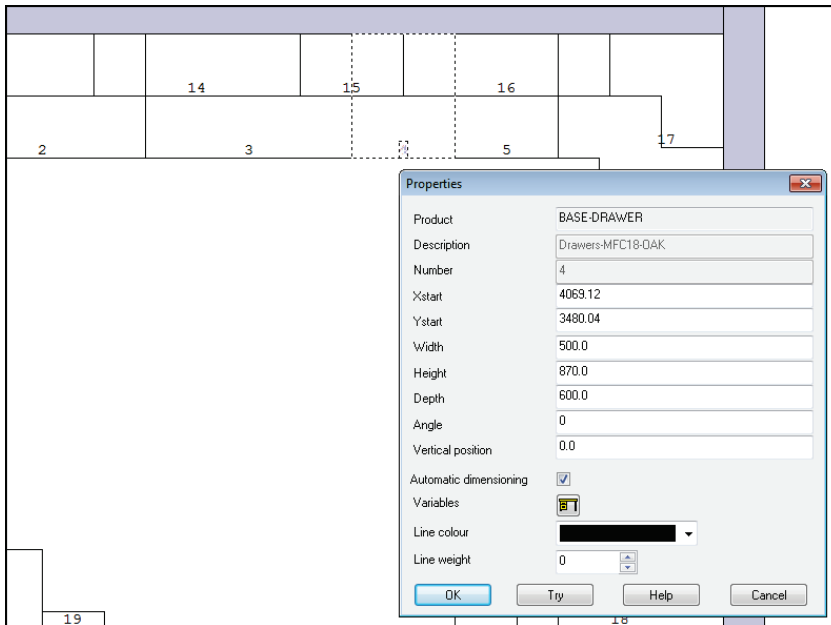 14 15 16
2 3 4 5 17
Properties
Product BASE-DRAWER
Description Drawers-MFC18-OAK
Number 4
Xstart 4069.12
Ystart 3480.04
Width 500.0
Height 870.0
Depth 600.0
Angle 0
Vertical position 0.0
Automatic dimensioning
Variables
Line colour
Line weight 0
OK Try Help Cancel
19 18